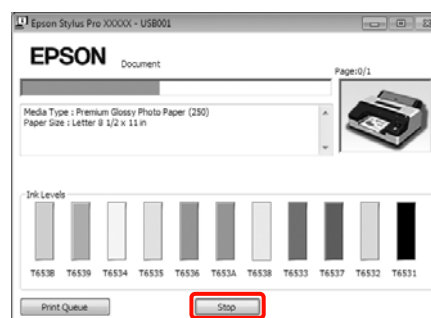 Epson Stylus Pro XXXXX - USB001
EPSON
Document
Page:0/1
Media Type : Premium Glossy Photo Paper (250)
Paper Size : Letter 8 1/2 x 11 in
Ink Levels
T653B T6539 T6534 T6535 T6536 T653A T6538 T6533 T6537 T6532 T6531
Print Queue
Stop